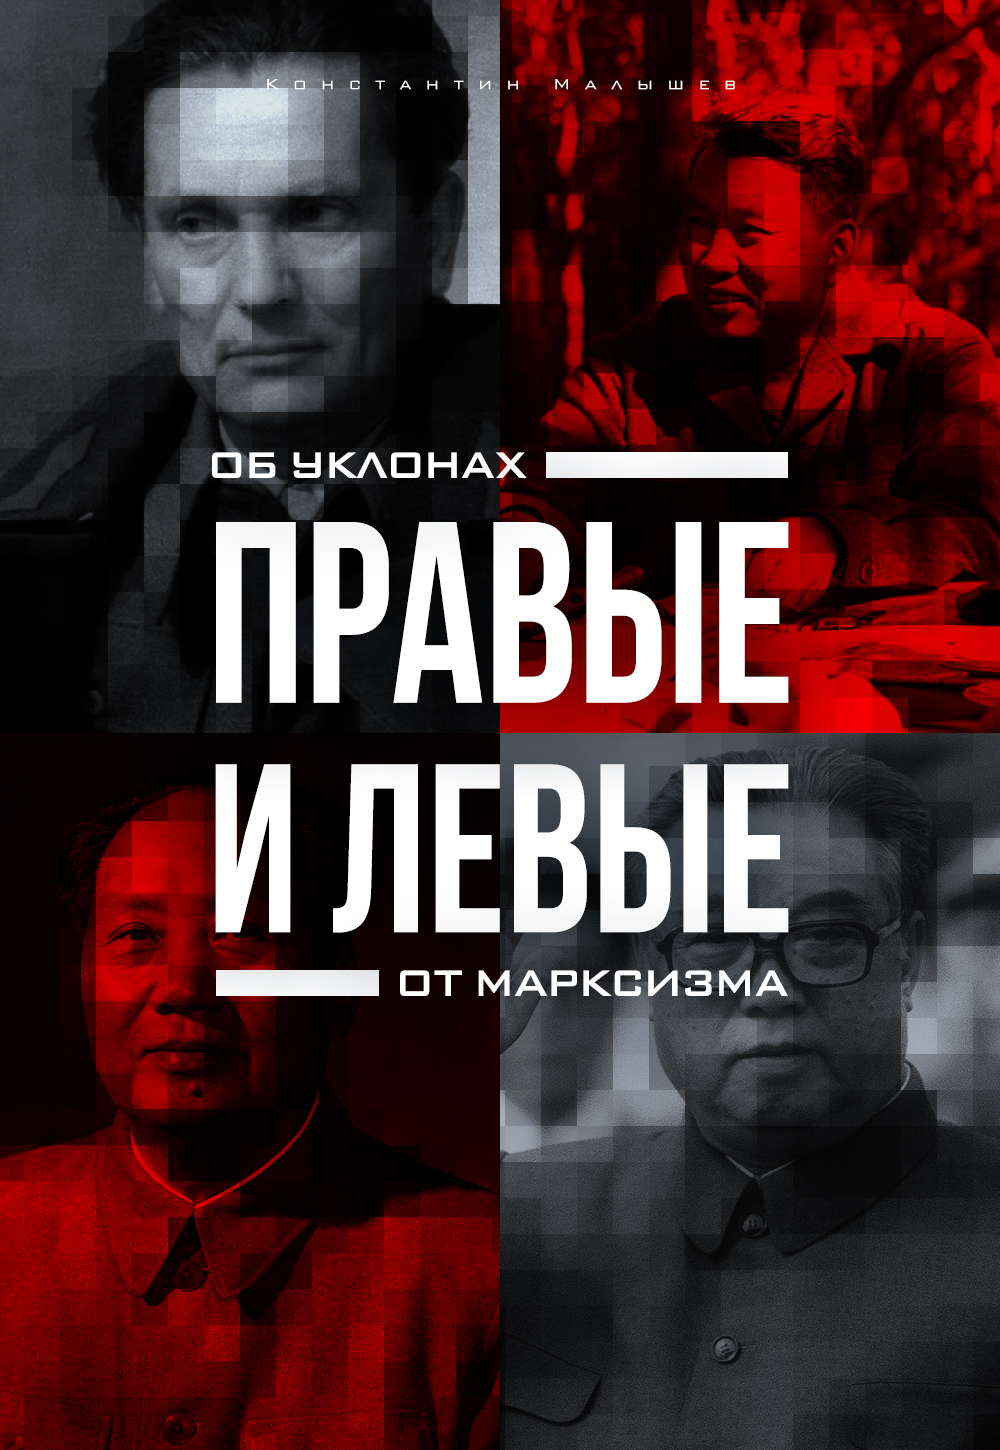 Константин Малышев
ОБ УКЛОНАХ
ПРАВЫЕ
И ЛЕВЫЕ
ОТ МАРКСИЗМА